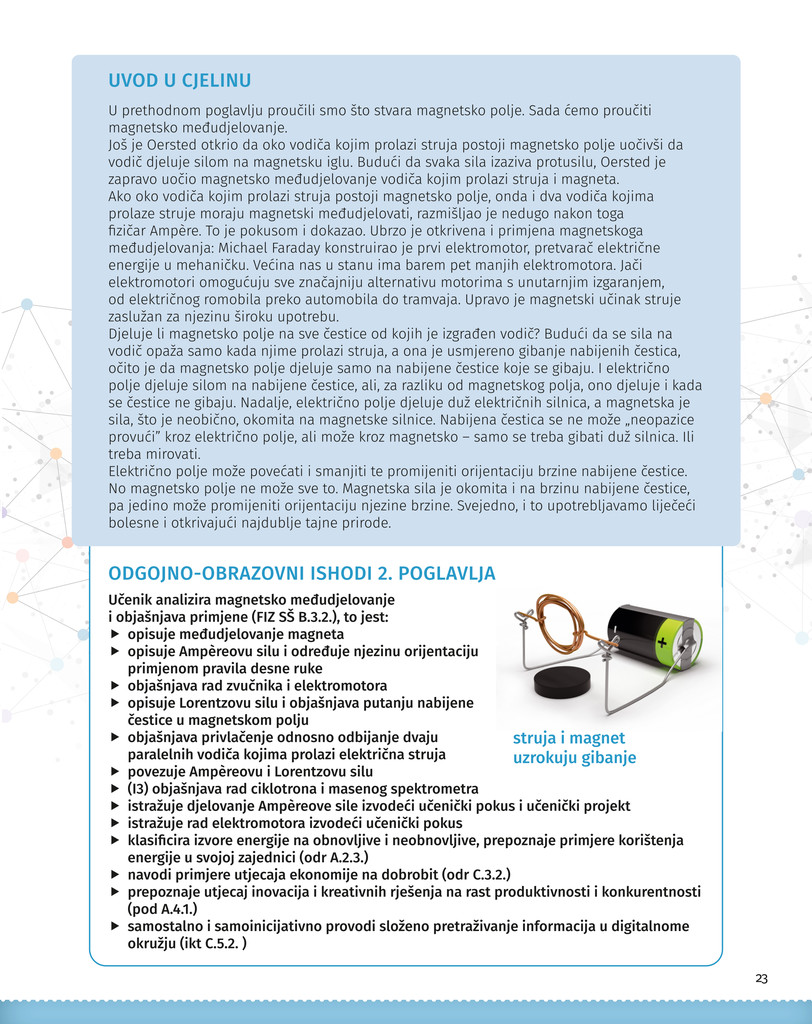 UVOD U CJELINU
U prethodnom poglavlju proučili smo što stvara magnetsko polje. Sada ćemo proučiti
magnetsko međudjelovanje.
Još je Oersted otkrio da oko vodiča kojim prolazi struja postoji magnetsko polje uočivši da
vodič djeluje silom na magnetsku iglu. Budući da svaka sila izaziva protusilu, Oersted je
zapravo uočio magnetsko međudjelovanje vodiča kojim prolazi struja i magneta.
Ako oko vodiča kojim prolazi struja postoji magnetsko polje, onda i dva vodiča kojima
prolaze struje moraju magnetski međudjelovati, razmišljao je nedugo nakon toga
fizičar Ampère. To je pokusom i dokazao. Ubrzo je otkrivena i primjena magnetskoga
međudjelovanja: Michael Faraday konstruirao je prvi elektromotor, pretvarač električne
energije u mehaničku. Većina nas u stanu ima barem pet manjih elektromotora. Jači
elektromotori omogućuju sve značajniju alternativu motorima s unutarnjim izgaranjem,
od električnog romobila preko automobila do tramvaja. Upravo je magnetski učinak struje
zaslužan za njezinu široku upotrebu.
Djeluje li magnetsko polje na sve čestice od kojih je izgrađen vodič? Budući da se sila na
vodič opaža samo kada njime prolazi struja, a ona je usmjereno gibanje nabijenih čestica,
očito je da magnetsko polje djeluje samo na nabijene čestice koje se gibaju. I električno
polje djeluje silom na nabijene čestice, ali, za razliku od magnetskog polja, ono djeluje i kada
se čestice ne gibaju. Nadalje, električno polje djeluje duž električnih silnica, a magnetska je
sila, što je neobično, okomita na magnetske silnice. Nabijena čestica se ne može „neopazice
provući” kroz električno polje, ali može kroz magnetsko – samo se treba gibati duž silnica. Ili
treba mirovati.
Električno polje može povećati i smanjiti te promijeniti orijentaciju brzine nabijene čestice.
No magnetsko polje ne može sve to. Magnetska sila je okomita i na brzinu nabijene čestice,
pa jedino može promijeniti orijentaciju njezine brzine. Svejedno, i to upotrebljavamo liječeći
bolesne i otkrivajući najdublje tajne prirode.
ODGOJNO-OBRAZOVNI ISHODI 2. POGLAVLJA
Učenik analizira magnetsko međudjelovanje
i objašnjava primjene (FIZ SŠ B.3.2.), to jest:
▶ opisuje međudjelovanje magneta
▶ opisuje Ampèreovu silu i određuje njezinu orijentaciju
primjenom pravila desne ruke
▶ objašnjava rad zvučnika i elektromotora
▶ opisuje Lorentzovu silu i objašnjava putanju nabijene
čestice u magnetskom polju
▶ objašnjava privlačenje odnosno odbijanje dvaju
paralelnih vodiča kojima prolazi električna struja
▶ povezuje Ampèreovu i Lorentzovu silu
▶ (I3) objašnjava rad ciklotrona i masenog spektrometra
▶ istražuje djelovanje Ampèreove sile izvodeći učenički pokus i učenički projekt
▶ istražuje rad elektromotora izvodeći učenički pokus
▶ klasificira izvore energije na obnovljive i neobnovljive, prepoznaje primjere korištenja
energije u svojoj zajednici (odr A.2.3.)
▶ navodi primjere utjecaja ekonomije na dobrobit (odr C.3.2.)
▶ prepoznaje utjecaj inovacija i kreativnih rješenja na rast produktivnosti i konkurentnosti
(pod A.4.1.)
▶ samostalno i samoinicijativno provodi složeno pretraživanje informacija u digitalnome
okružju (ikt C.5.2. )
+
struja i magnet
uzrokuju gibanje
23